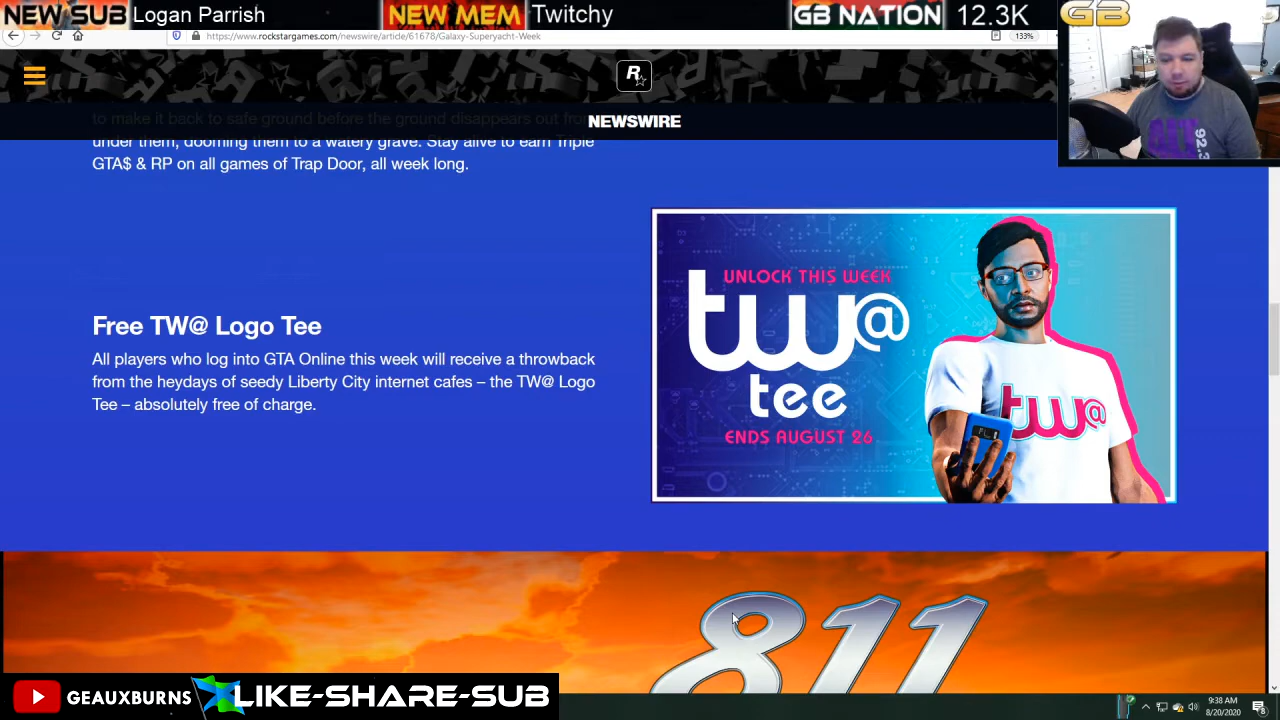 NEW SUB Logan Parrish
NEW MEM Twitchy
GB NATION 12.3K
GB
https://www.rockstargames.com/newswire/article/61678/Galaxy-Superyacht-Week
133%
R
NEWSWIRE
to make it back to safe ground before the ground disappears out from
under them, dooming them to a watery grave. Stay alive to earn Triple
GTA$ & RP on all games of Trap Door, all week long.
92.3
Free TW@ Logo Tee
All players who log into GTA Online this week will receive a throwback
from the heydays of seedy Liberty City internet cafes – the TW@ Logo
Tee – absolutely free of charge.
UNLOCK THIS WEEK
tw@
tee
ENDS AUGUST 26
tw@
811
GEAUXBURNS
LIKE-SHARE-SUB
9:38 AM
8/20/2020